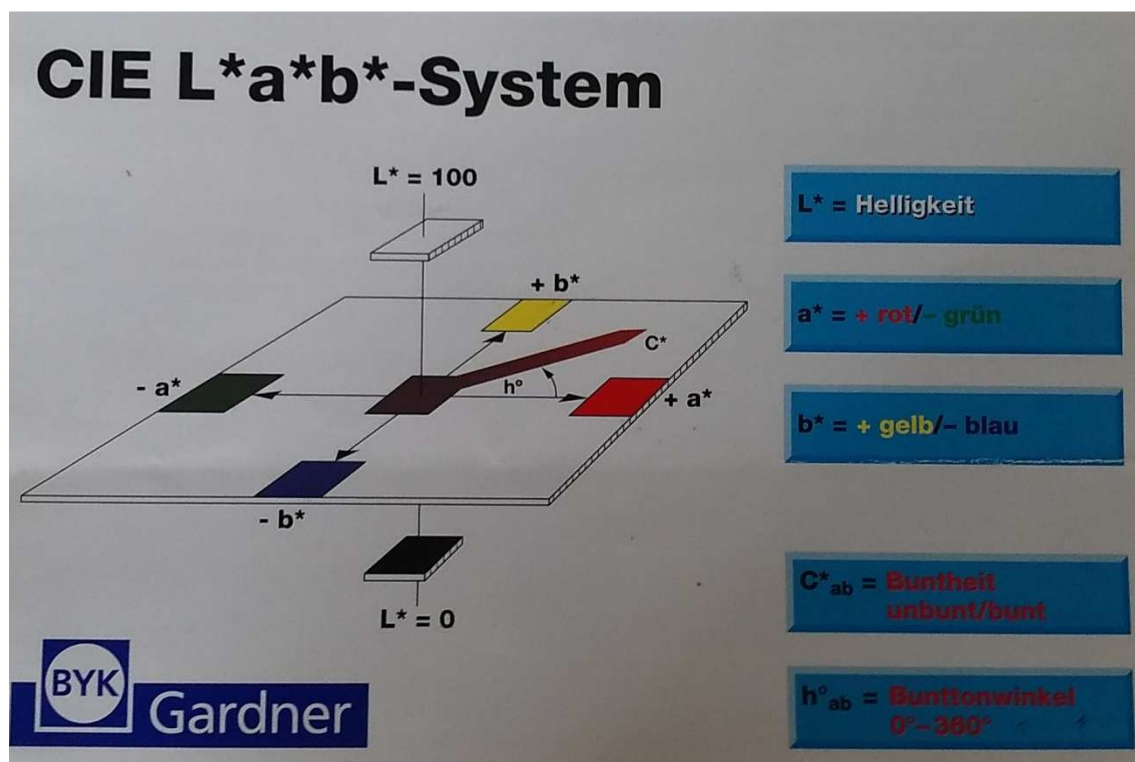 CIE L*a*b*-System
L* = 100
+ b*
C*
- a*
h°
+ a*
- b*
L* = 0
L* = Helligkeit
a* = + rot/– grün
b* = + gelb/– blau
C*ab = Buntheit
unbunt/bunt
h°ab = Bunttonwinkel
0°–360°
BYK
Gardner